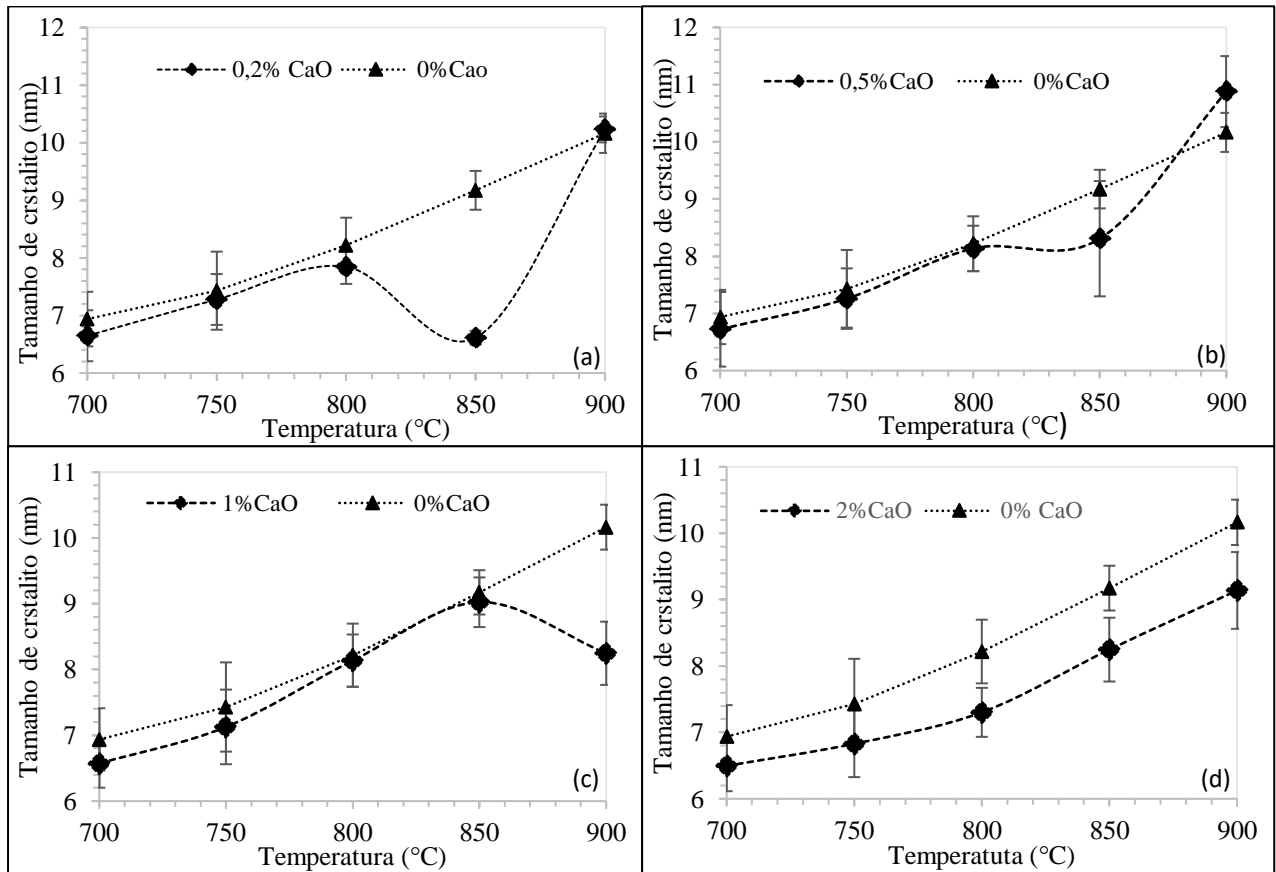 12
11
10
9
8
7
6
Tamanho de crstalito (nm)
0,2% CaO 0%Cao
(a)
700 750 800 850 900
Temperatura (°C)
12
11
10
9
8
7
6
Tamanho de crstalito (nm)
0,5%CaO 0%CaO
(b)
700 750 800 850 900
Temperatura (°C)
11
10
9
8
7
6
Tamanho de crstalito (nm)
1%CaO 0%CaO
(c)
700 750 800 850 900
Temperatura (°C)
11
10
9
8
7
6
Tamanho de crstalito (nm)
2%CaO 0% CaO
(d)
700 750 800 850 900
Temperatuta (°C)